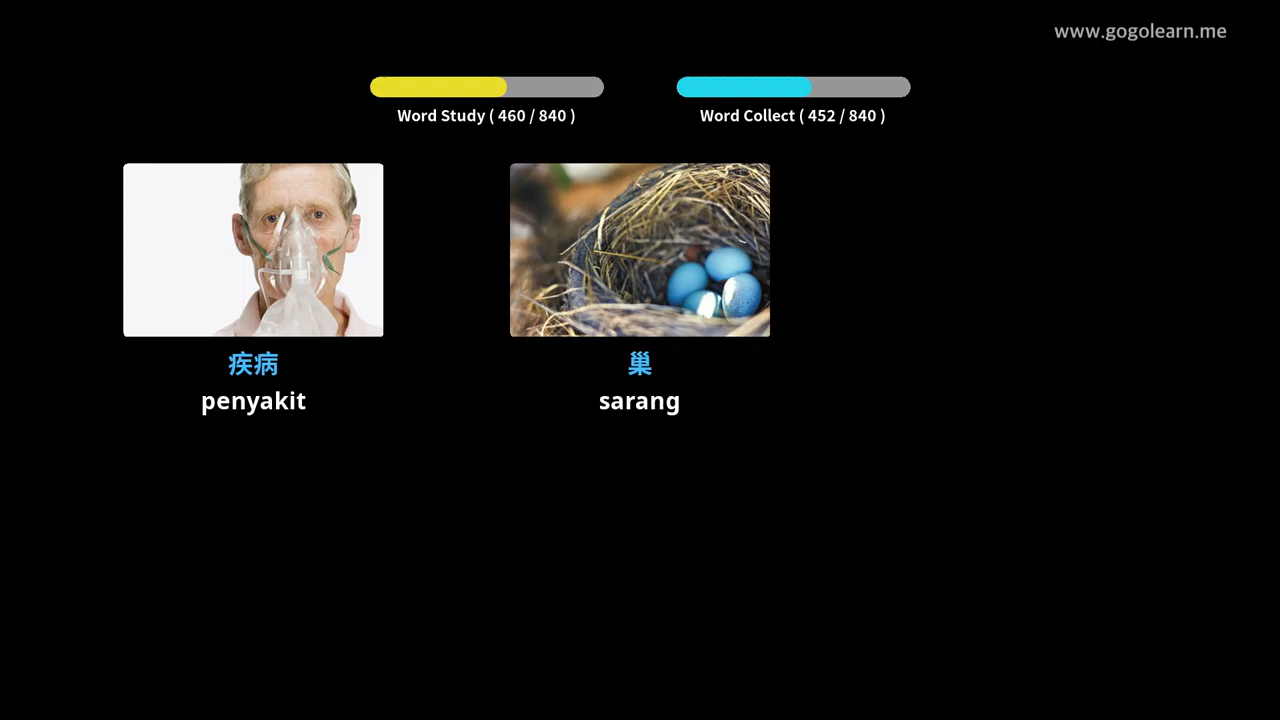 www.gogolearn.me
Word Study ( 460 / 840 )
Word Collect ( 452 / 840 )
疾病
penyakit
巢
sarang